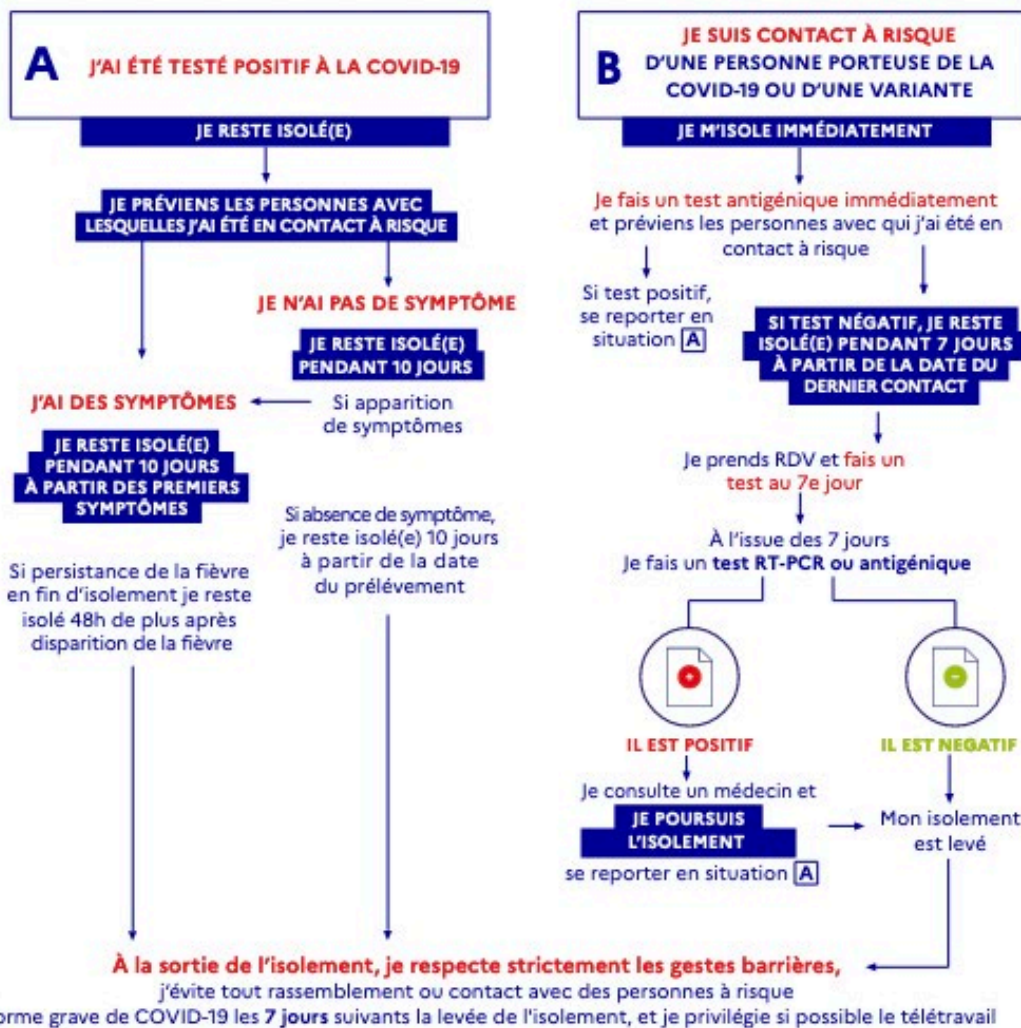 A
J'AI ÉTÉ TESTÉ POSITIF À LA COVID-19
JE RESTE ISOLÉ(E)
JE PRÉVIENS LES PERSONNES AVEC
LESQUELLES J'AI ÉTÉ EN CONTACT À RISQUE
JE N'AI PAS DE SYMPTÔME
JE RESTE ISOLÉ(E)
PENDANT 10 JOURS
Si apparition
de symptômes
J'AI DES SYMPTÔMES
JE RESTE ISOLÉ(E)
PENDANT 10 JOURS
À PARTIR DES PREMIERS
SYMPTÔMES
Si absence de symptôme,
je reste isolé(e) 10 jours
à partir de la date
du prélévement
Si persistance de la fièvre
en fin d'isolement je reste
isolé 48h de plus après
disparition de la fièvre
B
JE SUIS CONTACT À RISQUE
D'UNE PERSONNE PORTEUSE DE LA
COVID-19 OU D'UNE VARIANTE
JE M'ISOLE IMMÉDIATEMENT
Je fais un test antigénique immédiatement
et préviens les personnes avec qui j'ai été en
contact à risque
Si test positif,
se reporter en
situation A
SI TEST NÉGATIF, JE RESTE
ISOLÉ(E) PENDANT 7 JOURS
À PARTIR DE LA DATE DU
DERNIER CONTACT
Je prends RDV et fais un
test au 7e jour
À l'issue des 7 jours
Je fais un test RT-PCR ou antigénique
IL EST POSITIF
Je consulte un médecin et
JE POURSUIS
L'ISOLEMENT
se reporter en situation A
IL EST NEGATIF
Mon isolement
est levé
À la sortie de l'isolement, je respecte strictement les gestes barrières,
j'évite tout rassemblement ou contact avec des personnes à risque
orme grave de COVID-19 les 7 jours suivants la levée de l'isolement, et je privilégie si possible le télétravail